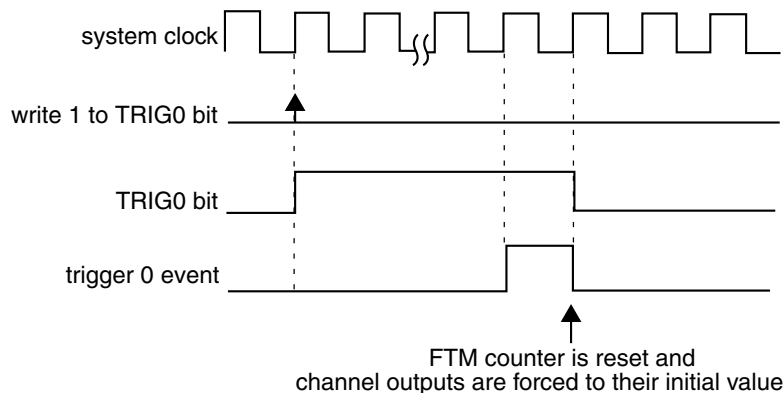 system clock
write 1 to TRIG0 bit
TRIG0 bit
trigger 0 event
FTM counter is reset and
channel outputs are forced to their initial value